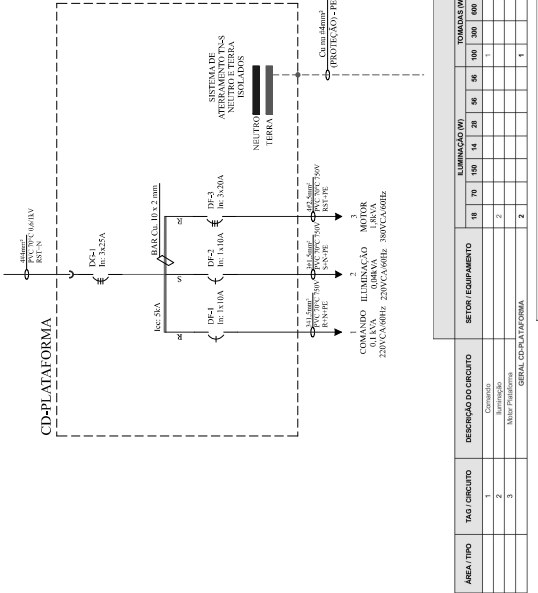 CD-PLATAFORMA
4#4mm²
PVC 70°C 0,6/1kV
RST+N
DG-1
In: 3x25A
Icc: 5kA
BAR Cu. 10 x 2 mm
R
S
R
DF-1
In: 1x10A
DF-2
In: 1x10A
DF-3
In: 3x20A
3#1,5mm²
PVC 70°C 750V
R+N+PE
3#1,5mm²
PVC 70°C 750V
S+N+PE
4#2,5mm²
PVC 70°C 750V
RST+PE
1
COMANDO
0,1 kVA
220VCA/60Hz
2
ILUMINAÇÃO
0,04kVA
220VCA/60Hz
3
MOTOR
1,8kVA
380VCA/60Hz
SISTEMA DE
ATERRAMENTO TN-S
NEUTRO E TERRA
ISOLADOS
NEUTRO
TERRA
Cu nu #4mm²
(PROTEÇÃO) - PE
ÁREA / TIPO TAG / CIRCUITO DESCRIÇÃO DO CIRCUITO SETOR / EQUIPAMENTO ILUMINAÇÃO (W) TOMADAS (W
18 70 150 14 28 56 56 100 300 600
1 Comando 1
2 Iluminação 2
3 Motor Plataforma
GERAL CD-PLATAFORMA 2 1